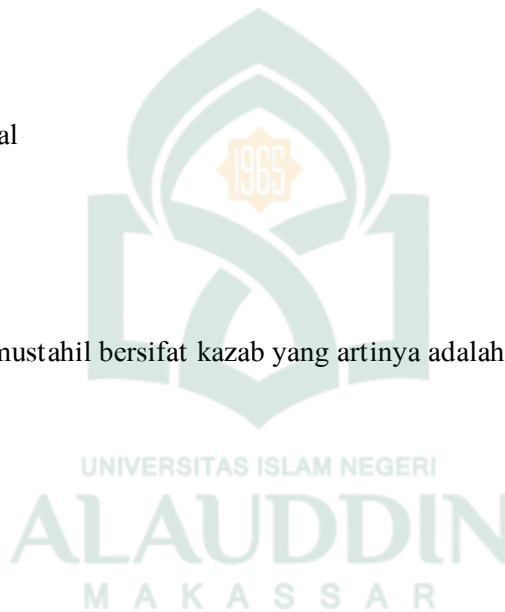 al
1965
mustahil bersifat kazab yang artinya adalah
UNIVERSITAS ISLAM NEGERI
ALAUDDIN
MAKASSAR